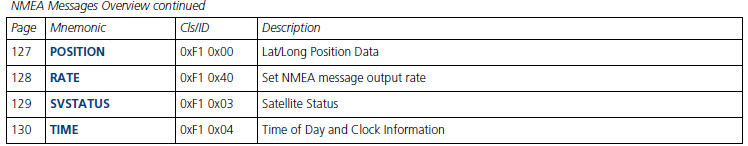 NMEA Messages Overview continued
Page Mnemonic Cls/ID Description
127 POSITION 0xF1 0x00 Lat/Long Position Data
128 RATE 0xF1 0x40 Set NMEA message output rate
129 SVSTATUS 0xF1 0x03 Satellite Status
130 TIME 0xF1 0x04 Time of Day and Clock Information